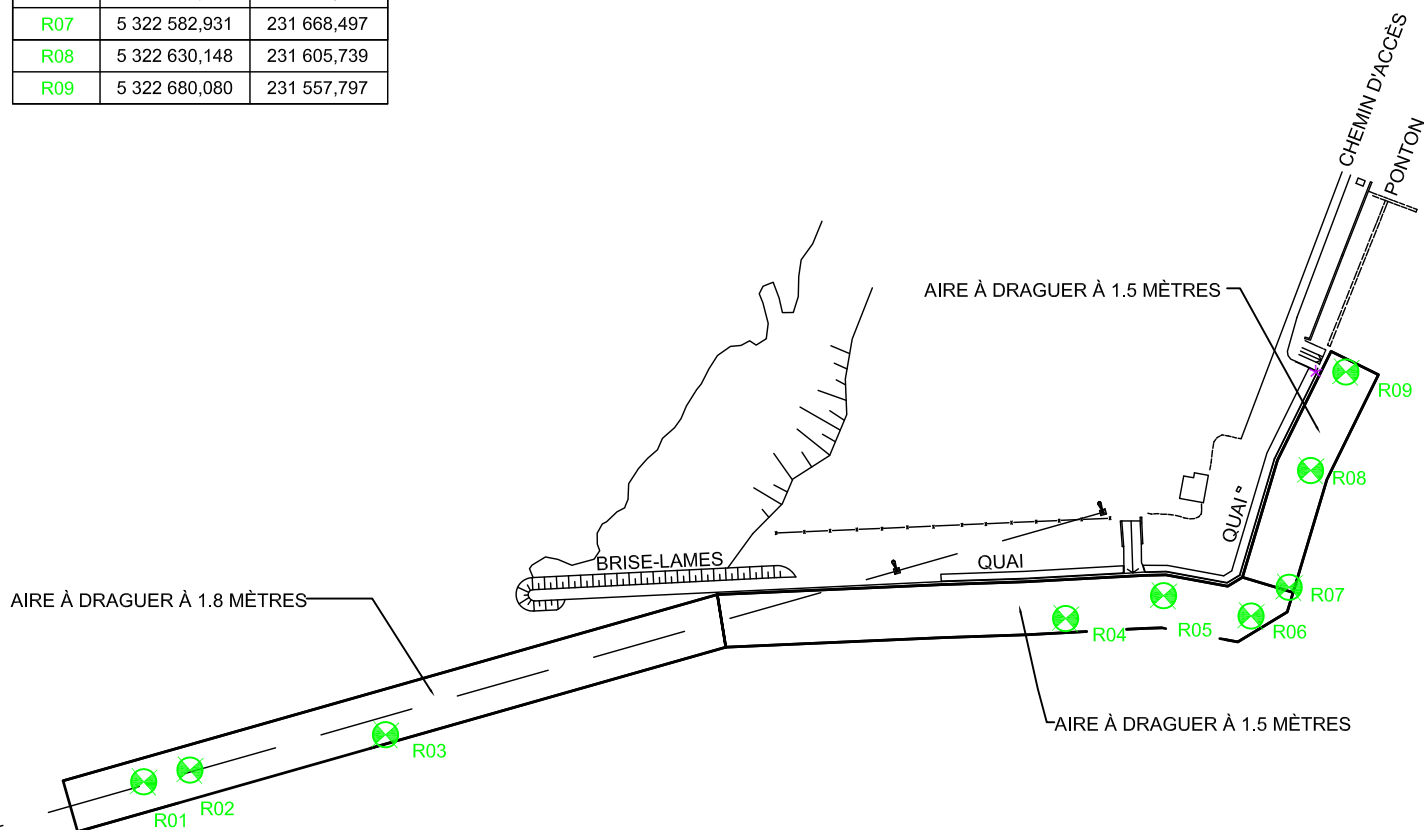 R07 5 322 582,931 231 668,497
R08 5 322 630,148 231 605,739
R09 5 322 680,080 231 557,797
CHEMIN D'ACCÈS
PONTON
AIRE À DRAGUER À 1.5 MÈTRES
R09
R08
QUAI
BRISE-LAMES
QUAI
AIRE À DRAGUER À 1.8 MÈTRES
R07
R04
R05
R06
AIRE À DRAGUER À 1.5 MÈTRES
R03
R02
R01